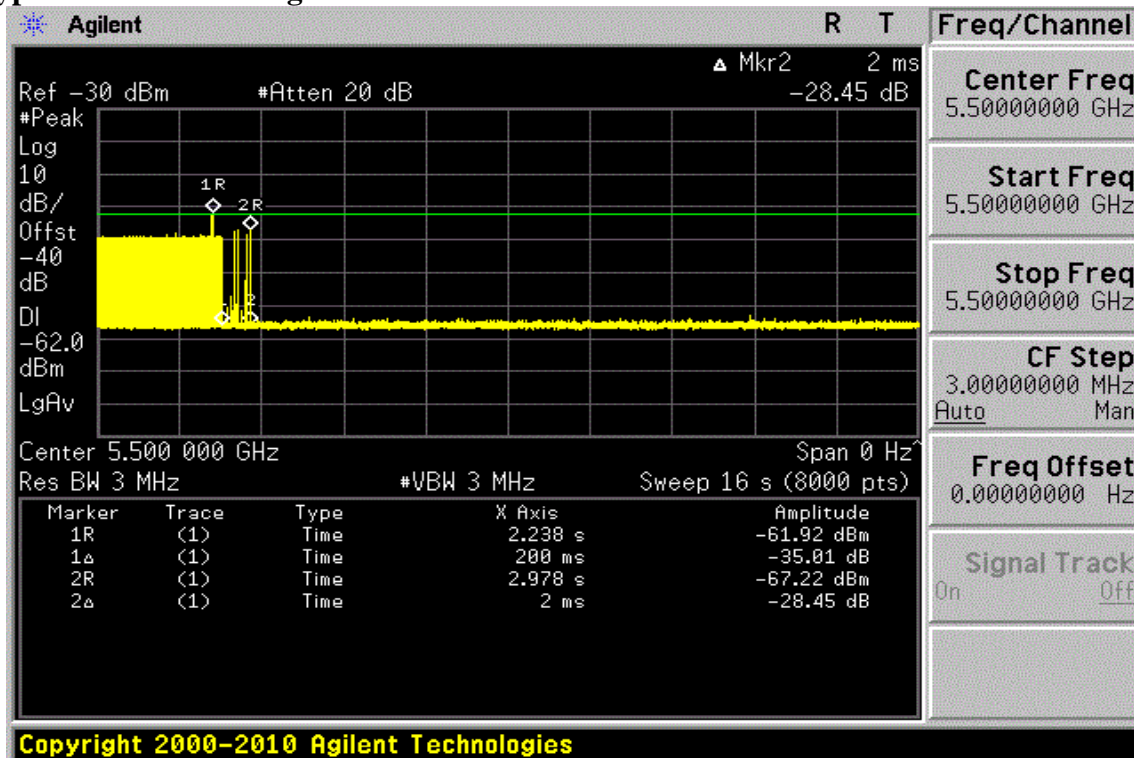 Agilent R T Freq/Channel
Δ Mkr2 2 ms
Ref -30 dBm #Atten 20 dB -28.45 dB
#Peak
Log
10
dB/
Offst
-40
dB
DI
-62.0
dBm
LgAv
1R
2R
2
Center 5.500 000 GHz Span 0 Hz^
Res BW 3 MHz #VBW 3 MHz Sweep 16 s (8000 pts)
Marker Trace Type X Axis Amplitude
1R (1) Time 2.238 s -61.92 dBm
1Δ (1) Time 200 ms -35.01 dB
2R (1) Time 2.978 s -67.22 dBm
2Δ (1) Time 2 ms -28.45 dB
Center Freq
5.50000000 GHz
Start Freq
5.50000000 GHz
Stop Freq
5.50000000 GHz
CF Step
3.00000000 MHz
Auto Man
Freq Offset
0.00000000 Hz
Signal Track
On Off
Copyright 2000-2010 Agilent Technologies